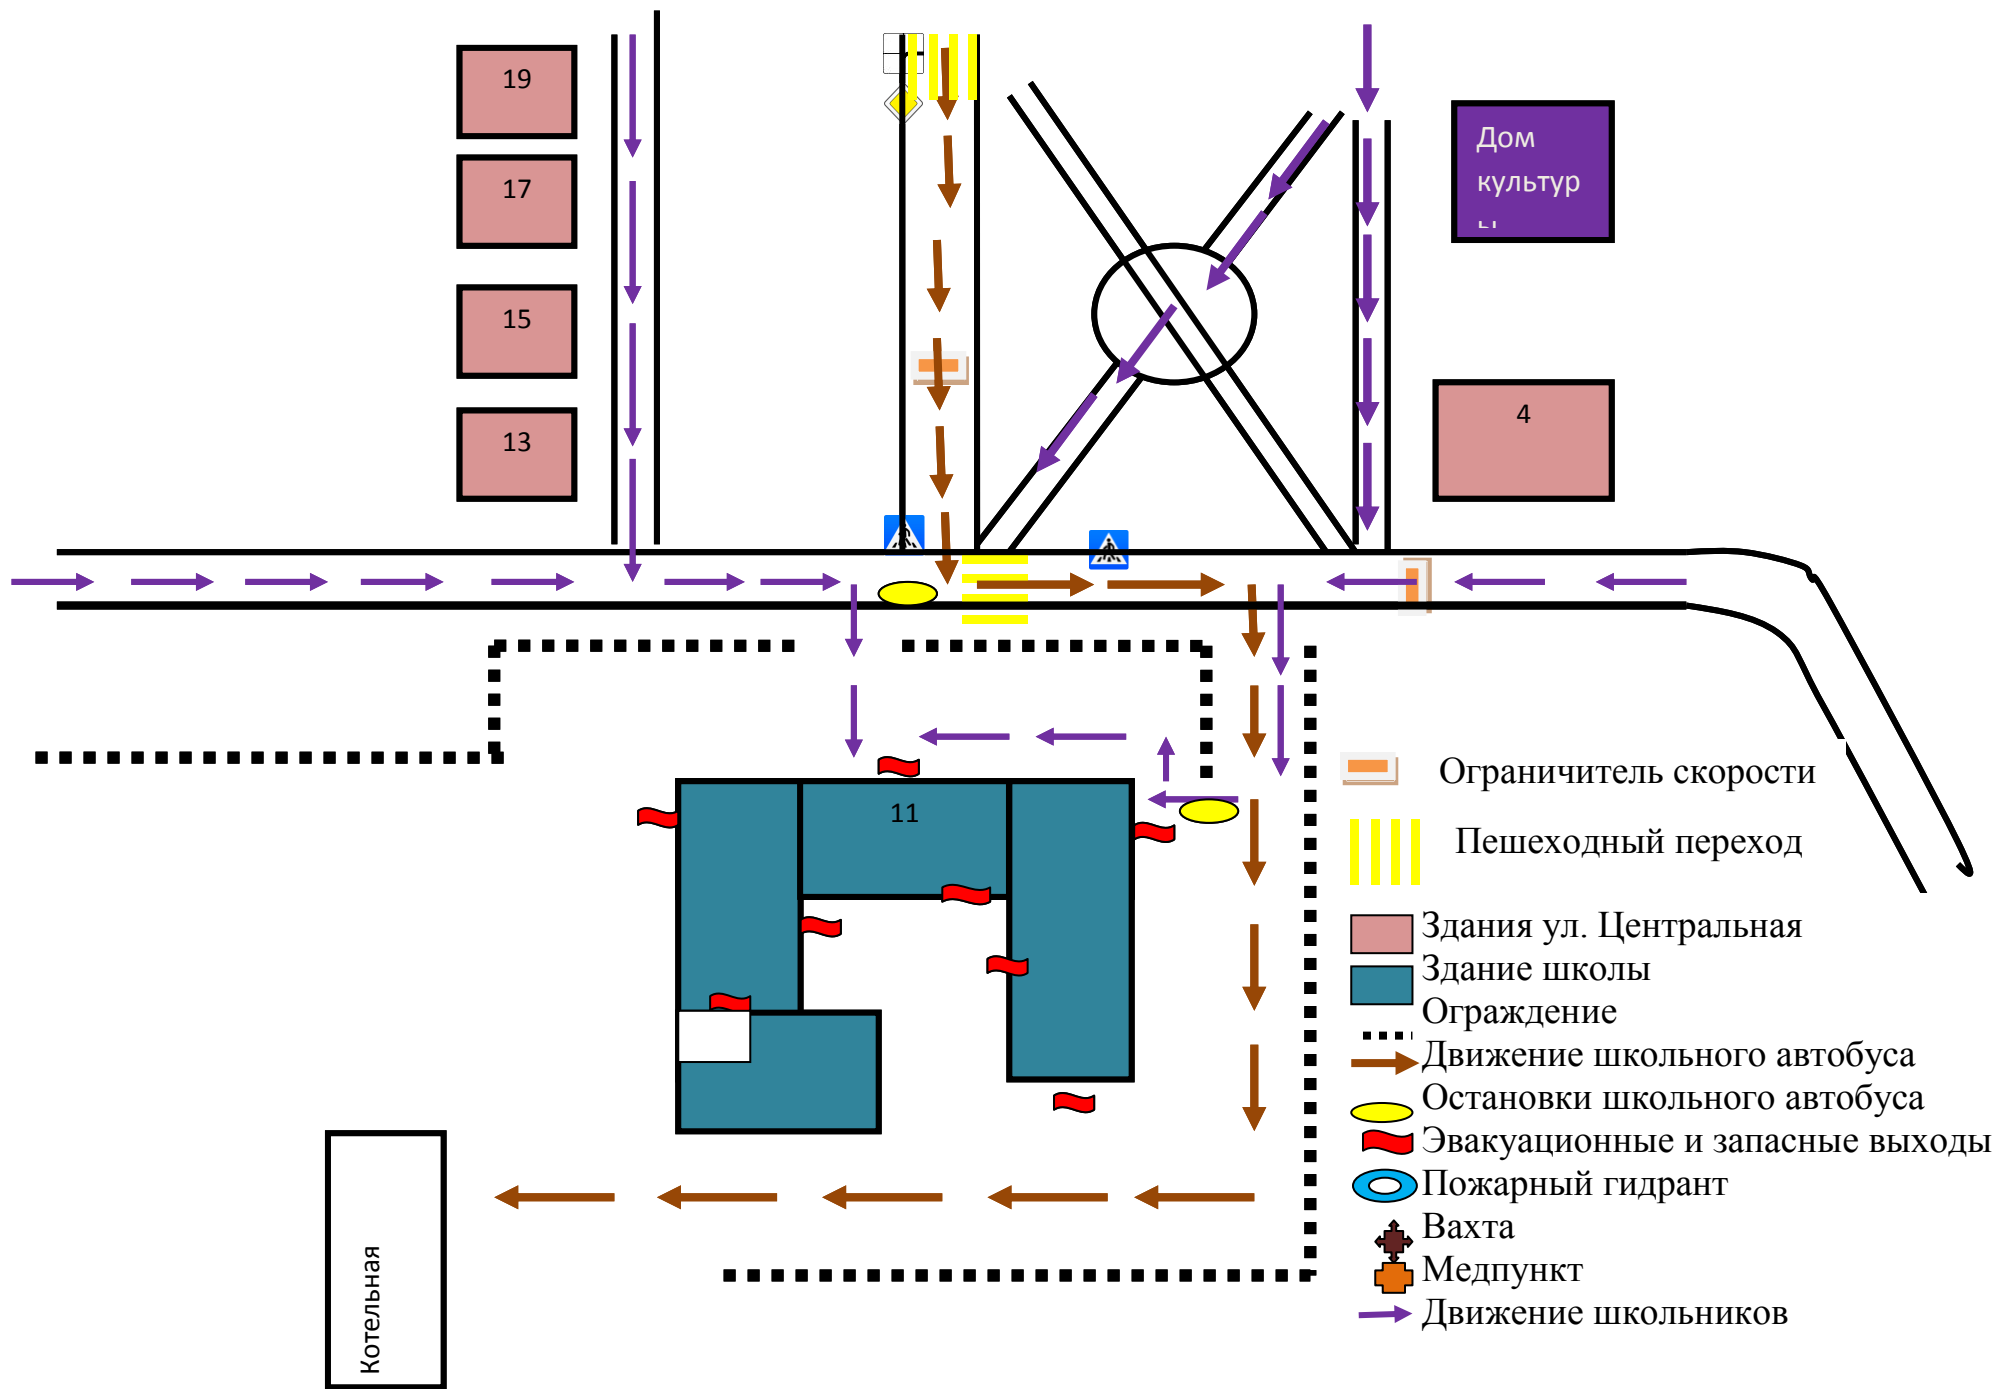 19
17
15
13
Дом
культур
ы
4
11
Ограничитель скорости
Пешеходный переход
Здания ул. Центральная
Здание школы
Ограждение
Движение школьного автобуса
Остановки школьного автобуса
Эвакуационные и запасные выходы
Пожарный гидрант
Вахта
Медпункт
Движение школьников
Котельная